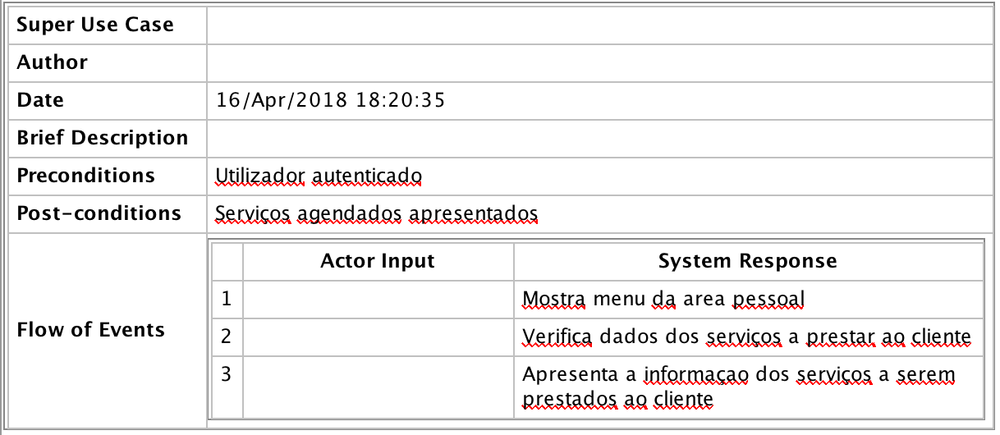 Super Use Case
Author
Date 16/Apr/2018 18:20:35
Brief Description
Preconditions Utilizador autenticado
Post-conditions Serviços agendados apresentados
Flow of Events
Actor Input System Response
1 Mostra menu da area pessoal
2 Verifica dados dos serviços a prestar ao cliente
3 Apresenta a informaçao dos serviços a serem
prestados ao cliente